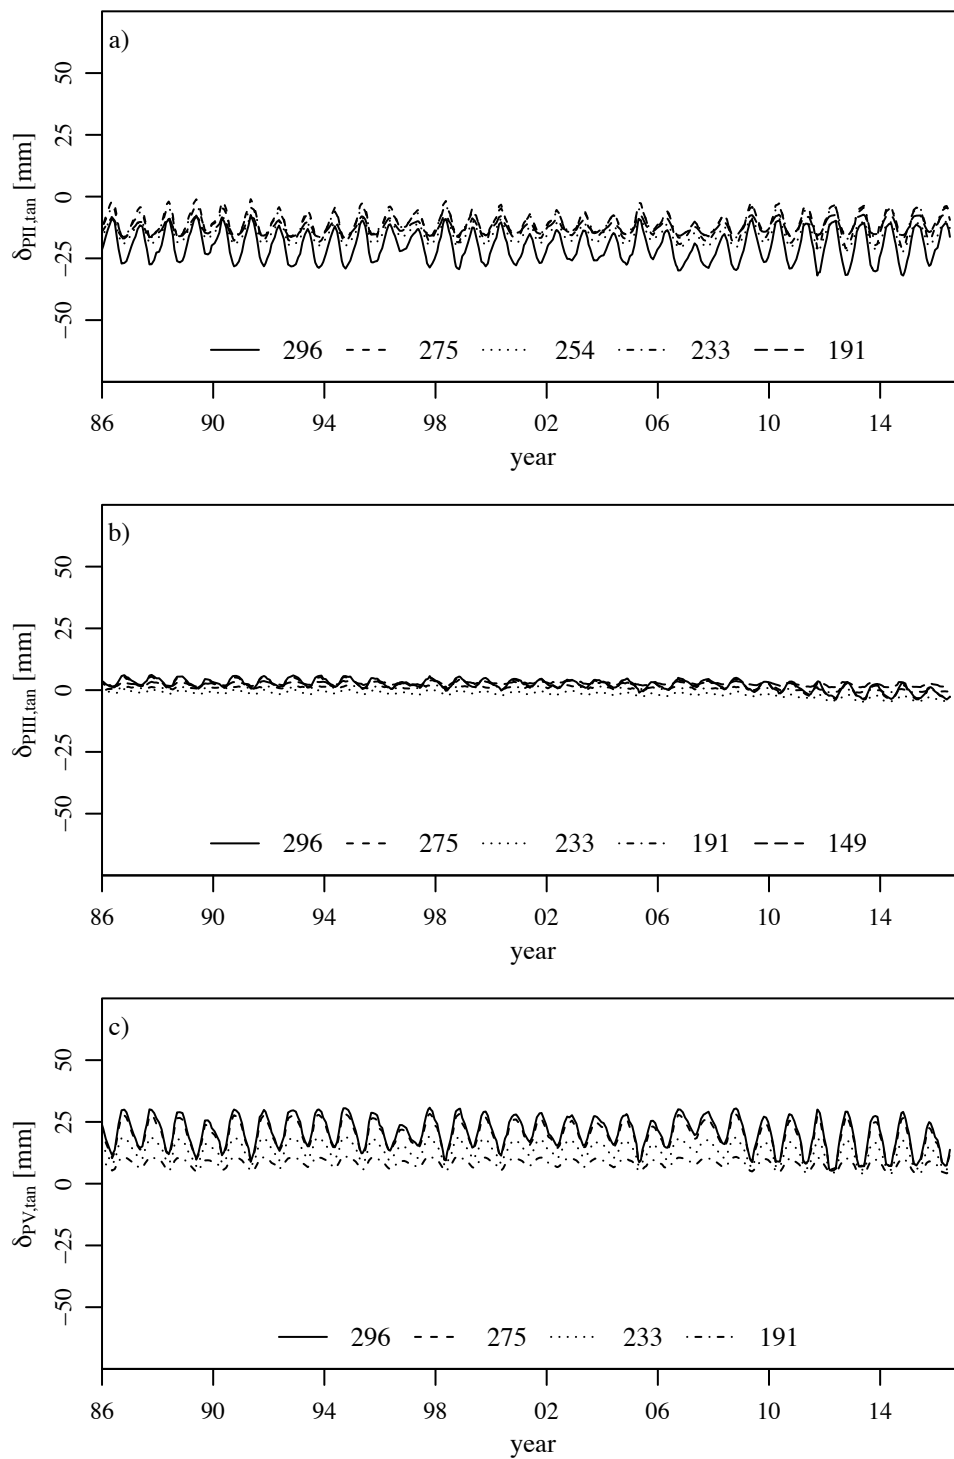 a)
δPII,tan [mm]
50
25
0
−25
−50
296 275 254 233 191
86 90 94 98 02 06 10 14
year
b)
δPIII,tan [mm]
50
25
0
−25
−50
296 275 233 191 149
86 90 94 98 02 06 10 14
year
c)
δPV,tan [mm]
50
25
0
−25
−50
296 275 233 191
86 90 94 98 02 06 10 14
year